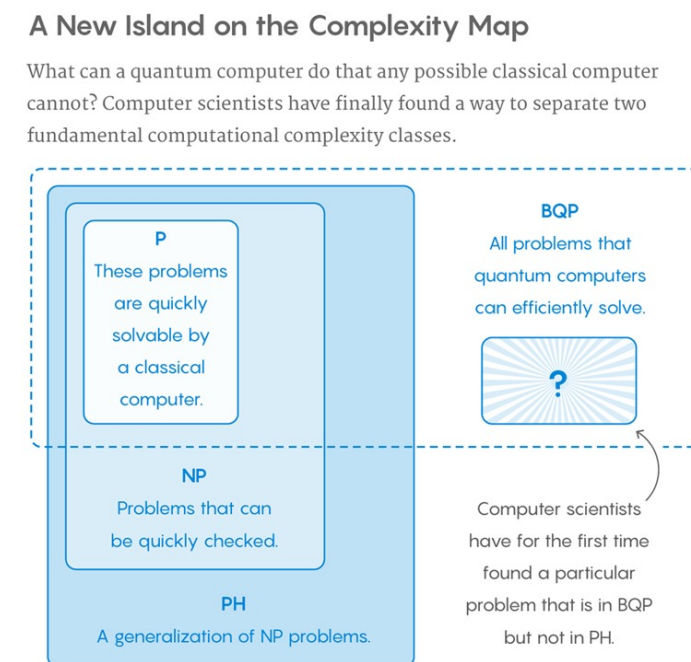 A New Island on the Complexity Map
What can a quantum computer do that any possible classical computer
cannot? Computer scientists have finally found a way to separate two
fundamental computational complexity classes.
P
These problems
are quickly
solvable by
a classical
computer.
NP
Problems that can
be quickly checked.
PH
A generalization of NP problems.
BQP
All problems that
quantum computers
can efficiently solve.
?
Computer scientists
have for the first time
found a particular
problem that is in BQP
but not in PH.